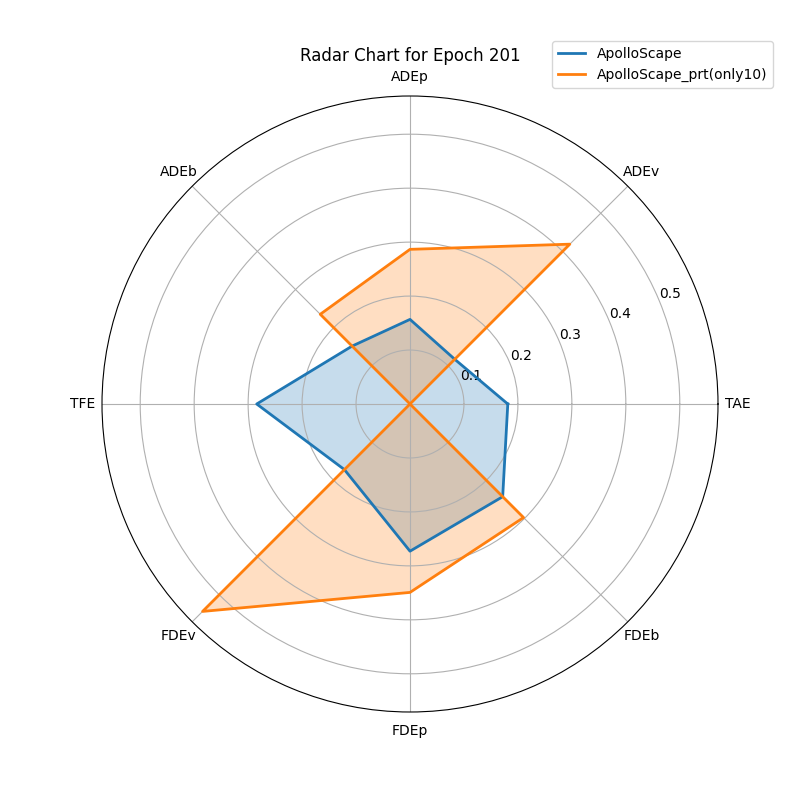 Radar Chart for Epoch 201
ApolloScape
ApolloScape_prt(only10)
ADEp
ADEb
ADEv
0.5
0.4
0.3
0.2
0.1
TFE
TAE
FDEv
FDEb
FDEp